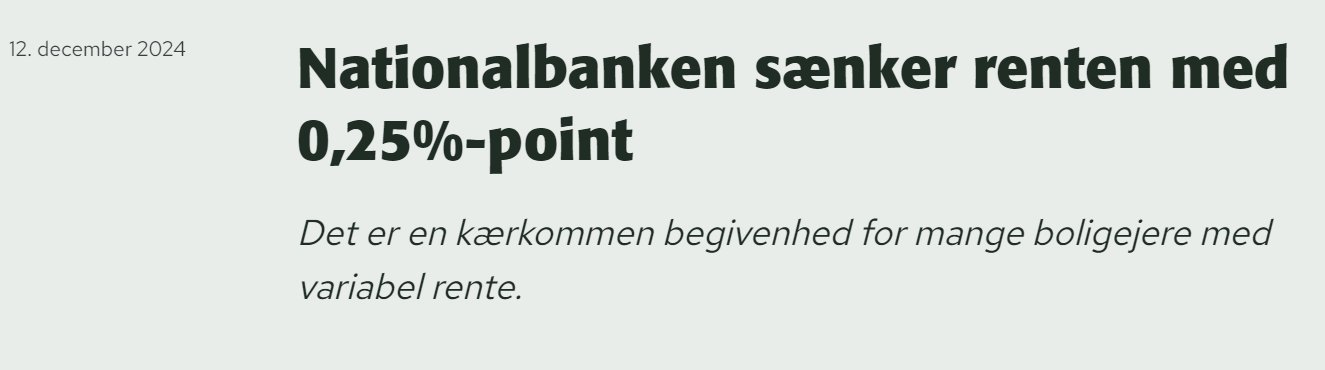 12. december 2024
Nationalbanken sænker renten med
0,25%-point
Det er en kærkommen begivenhed for mange boligejere med
variabel rente.